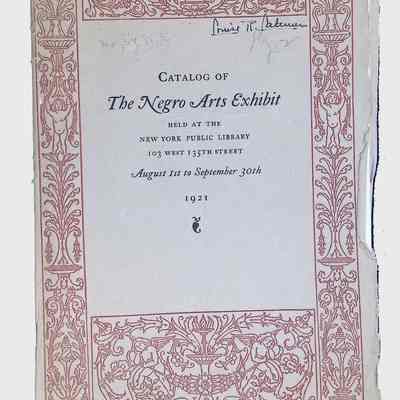 CATALOG OF
The Negro Arts Exhibit
HELD AT THE
NEW YORK PUBLIC LIBRARY
103 WEST 135TH STREET
August 1st to September 30th
1921